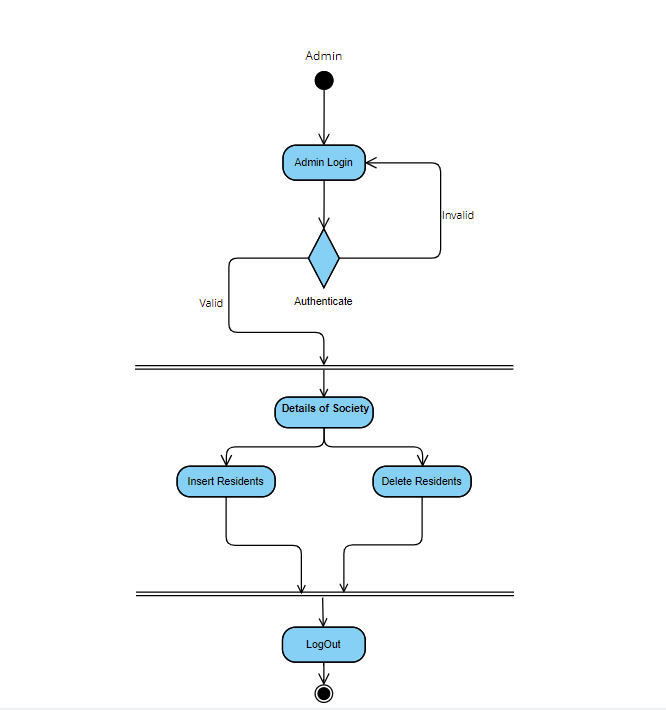 Admin
Admin Login
Invalid
Authenticate
Valid
Details of Society
Insert Residents
Delete Residents
LogOut